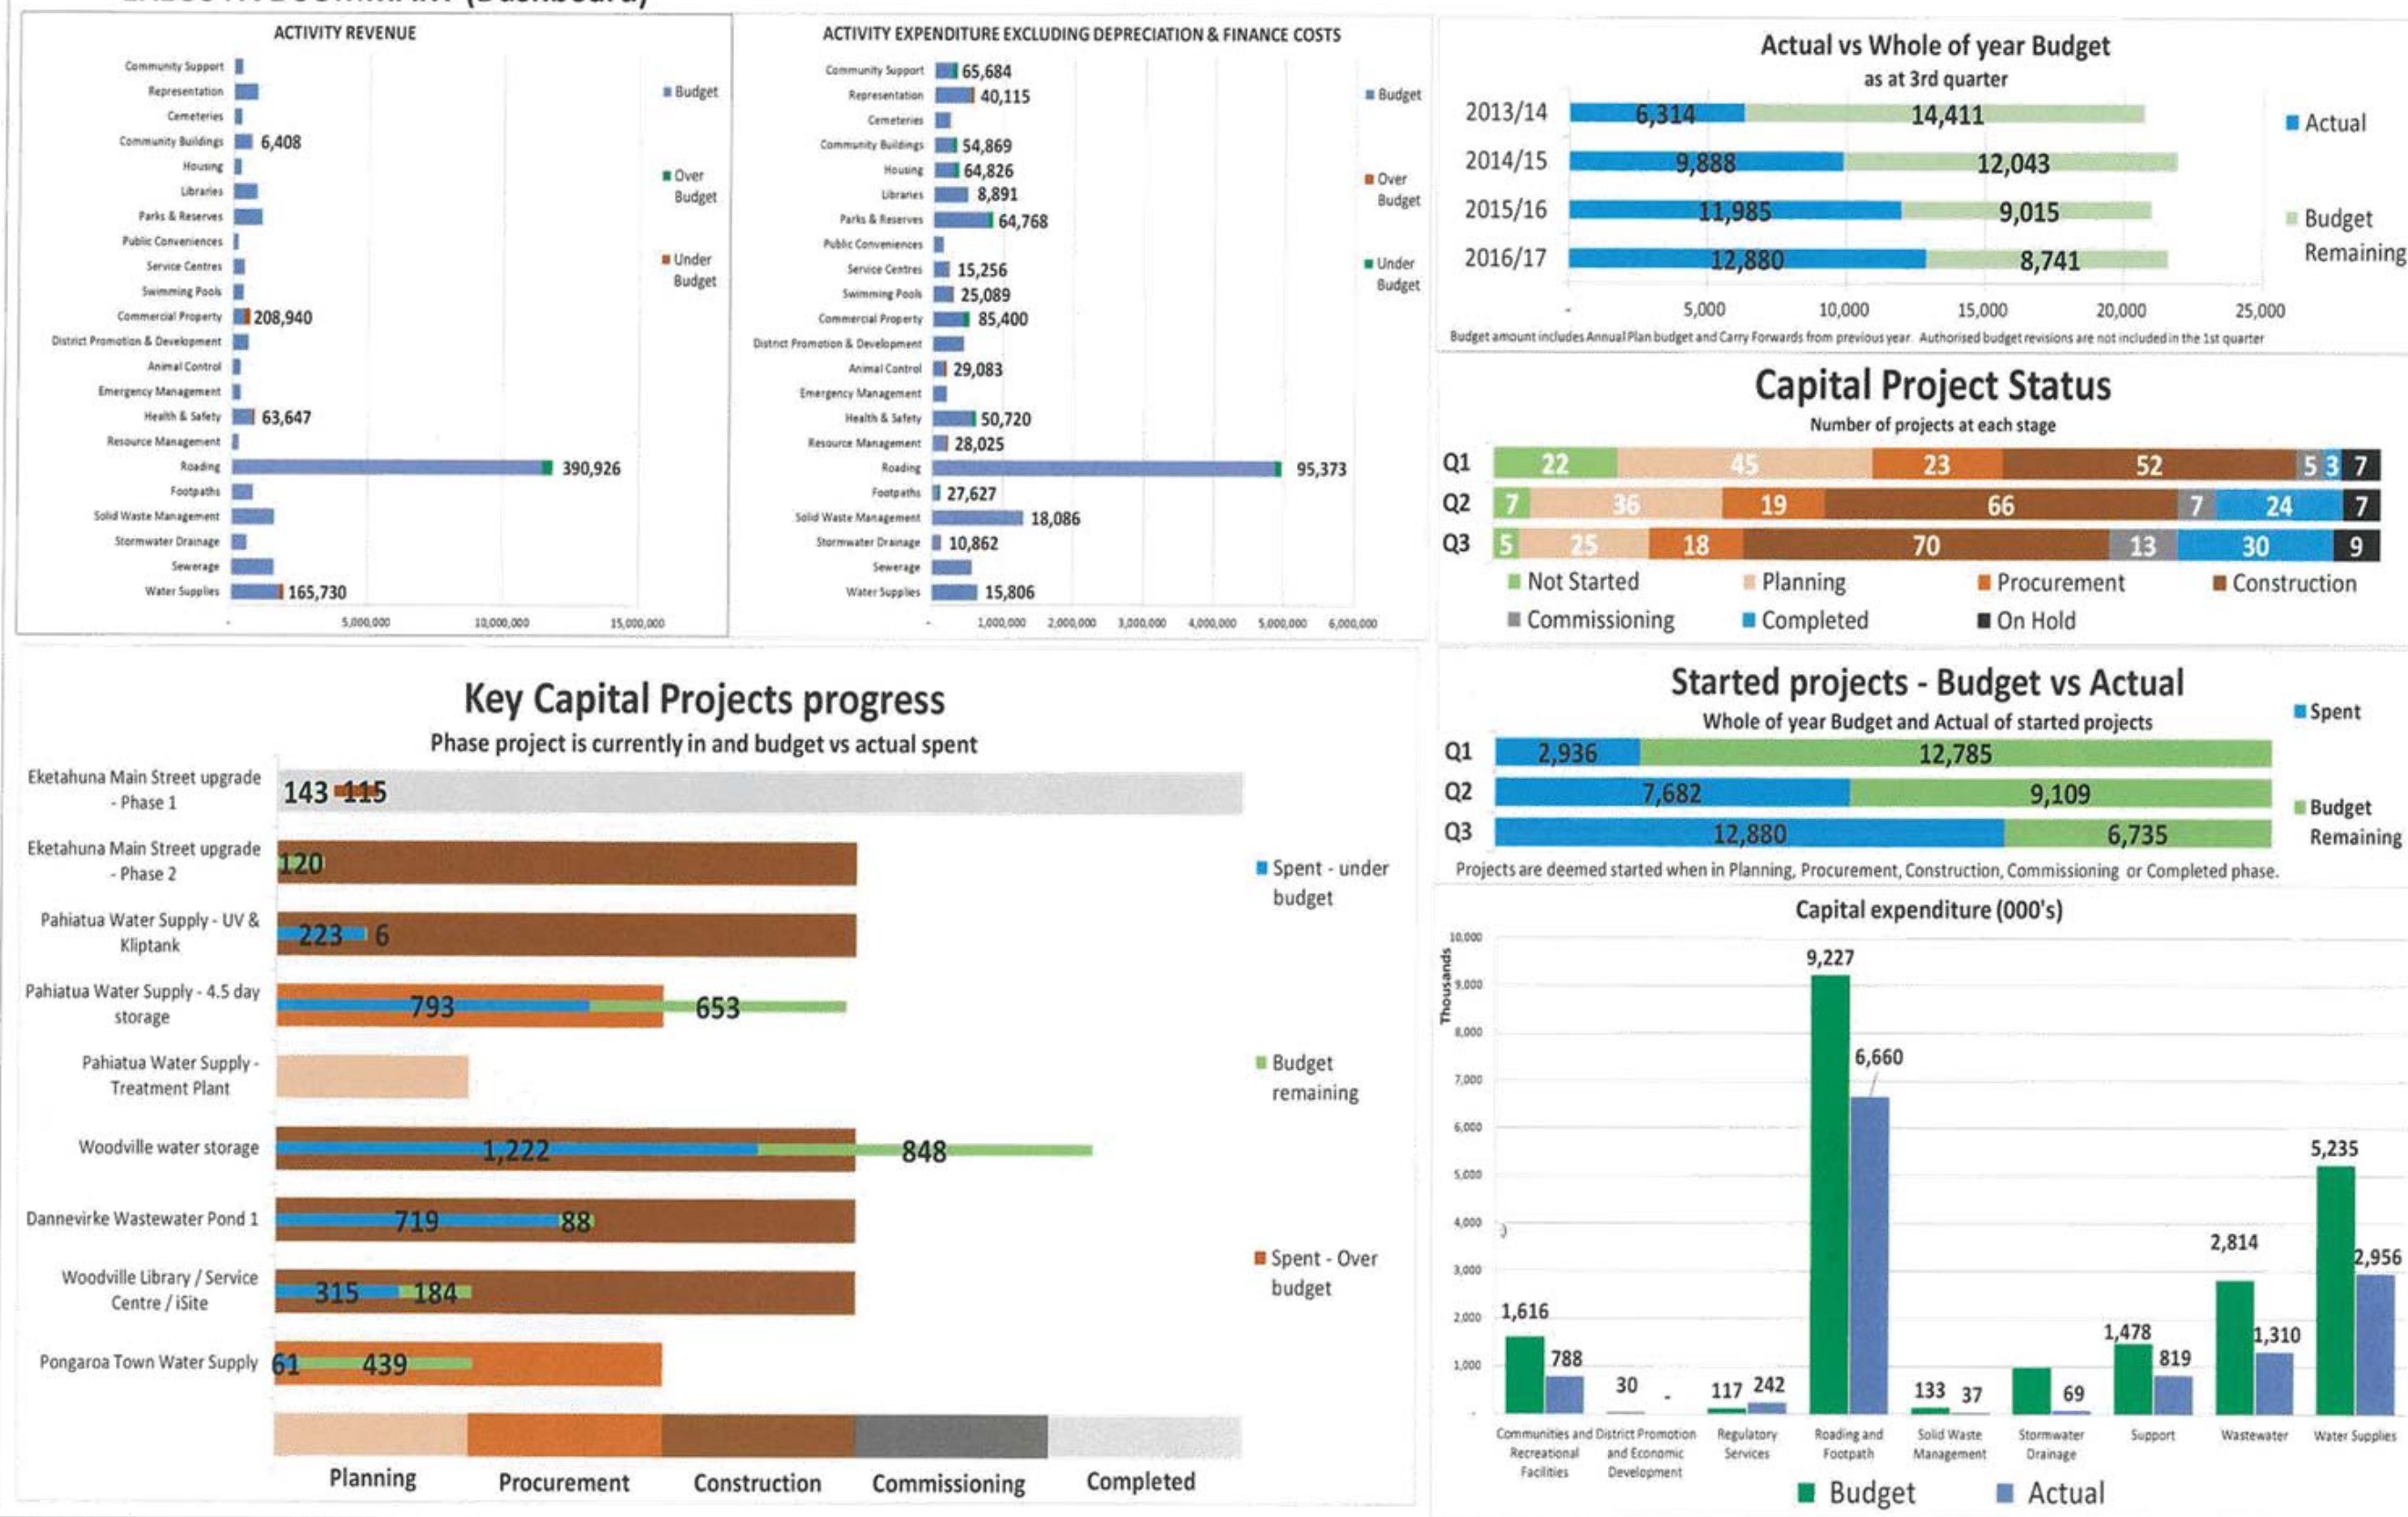 ACTIVITY REVENUE
Community Support
Representation
Cemeteries
Community Buildings 6,408
Housing
Libraries
Parks & Reserves
Public Conveniences
Service Centres
Swimming Pools
Commercial Property 208,940
District Promotion & Development
Animal Control
Emergency Management
Health & Safety 63,647
Resource Management
Roading 390,926
Footpaths
Solid Waste Management
Stormwater Drainage
Sewerage
Water Supplies 165,730
- 5,000,000 10,000,000 15,000,000
Budget
Over
Budget
Under
Budget
ACTIVITY EXPENDITURE EXCLUDING DEPRECIATION & FINANCE COSTS
Community Support 65,684
Representation 40,115
Cemeteries
Community Buildings 54,869
Housing 64,826
Libraries 8,891
Parks & Reserves 64,768
Public Conveniences
Service Centres 15,256
Swimming Pools 25,089
Commercial Property 85,400
District Promotion & Development
Animal Control 29,083
Emergency Management
Health & Safety 50,720
Resource Management 28,025
Roading 95,373
Footpaths 27,627
Solid Waste Management 18,086
Stormwater Drainage 10,862
Sewerage
Water Supplies 15,806
- 1,000,000 2,000,000 3,000,000 4,000,000 5,000,000 6,000,000
Budget
Over
Budget
Under
Budget
Actual vs Whole of year Budget
as at 3rd quarter
2013/14 6,314 14,411
2014/15 9,888 12,043
2015/16 11,985 9,015
2016/17 12,880 8,741
- 5,000 10,000 15,000 20,000 25,000
Actual
Budget
Remaining
Budget amount includes Annual Plan budget and Carry Forwards from previous year. Authorised budget revisions are not included in the 1st quarter
Capital Project Status
Number of projects at each stage
Q1 22 45 23 52 5 3 7
Q2 7 36 19 66 7 24 7
Q3 5 25 18 70 13 30 9
Not Started Planning Procurement Construction
Commissioning Completed On Hold
Key Capital Projects progress
Phase project is currently in and budget vs actual spent
Eketahuna Main Street upgrade
- Phase 1
143 115
Eketahuna Main Street upgrade
- Phase 2
120
Pahiatua Water Supply - UV &
Kliptank
223 6
Pahiatua Water Supply - 4.5 day
storage
793 653
Pahiatua Water Supply -
Treatment Plant
Woodville water storage 1,222 848
Dannevirke Wastewater Pond 1 719 88
Woodville Library / Service
Centre / iSite
315 184
Pongaroa Town Water Supply 61 439
Planning Procurement Construction Commissioning Completed
Spent - under
budget
Budget
remaining
Spent - Over
budget
Started projects - Budget vs Actual
Whole of year Budget and Actual of started projects
Q1 2,936 12,785
Q2 7,682 9,109
Q3 12,880 6,735
Spent
Budget
Remaining
Projects are deemed started when in Planning, Procurement, Construction, Commissioning or Completed phase.
Capital expenditure (000's)
Thousands
10,000
9,000
8,000
7,000
6,000
5,000
4,000
3,000
2,000
1,000
-
1,616 788
30 -
117 242
9,227 6,660
133 37
69
1,478 819
2,814 1,310
5,235 2,956
Communities and
Recreational
Facilities
District Promotion
and Economic
Development
Regulatory
Services
Roading and
Footpath
Solid Waste
Management
Stormwater
Drainage
Support
Wastewater
Water Supplies
Budget Actual